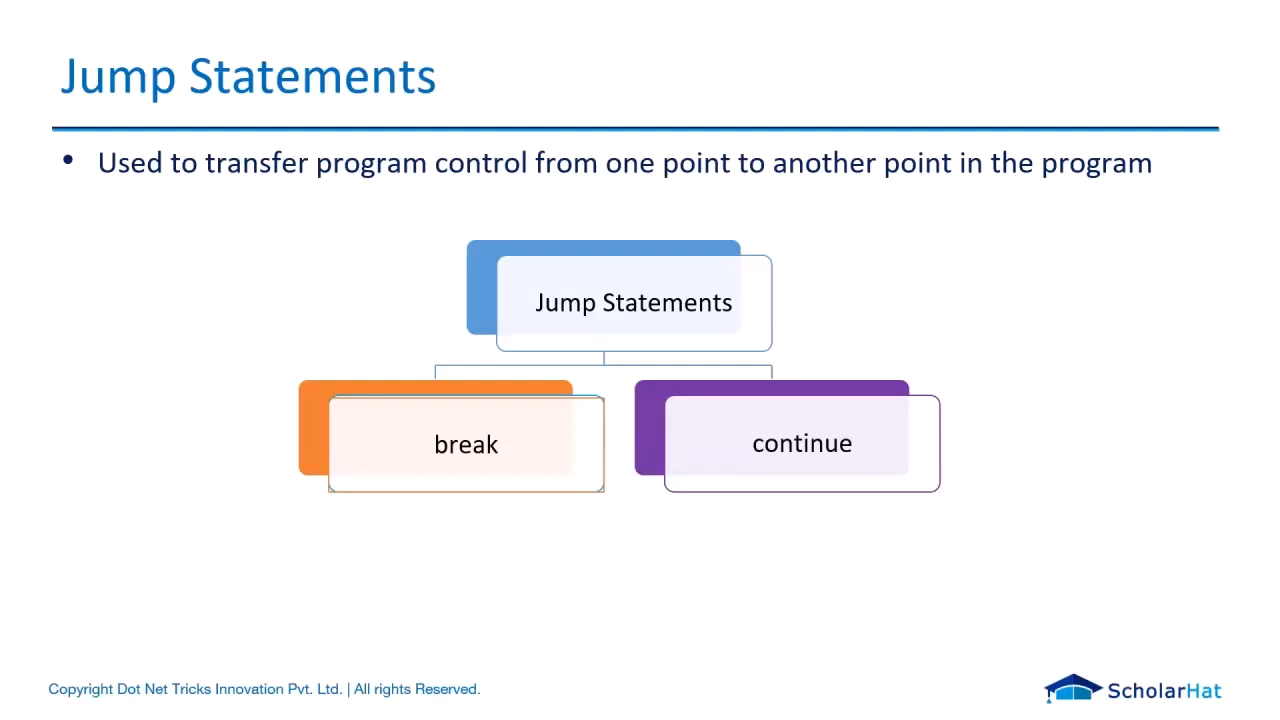 Jump Statements
• Used to transfer program control from one point to another point in the program
Jump Statements
break
continue
Copyright Dot Net Tricks Innovation Pvt. Ltd. | All rights Reserved.
ScholarHat